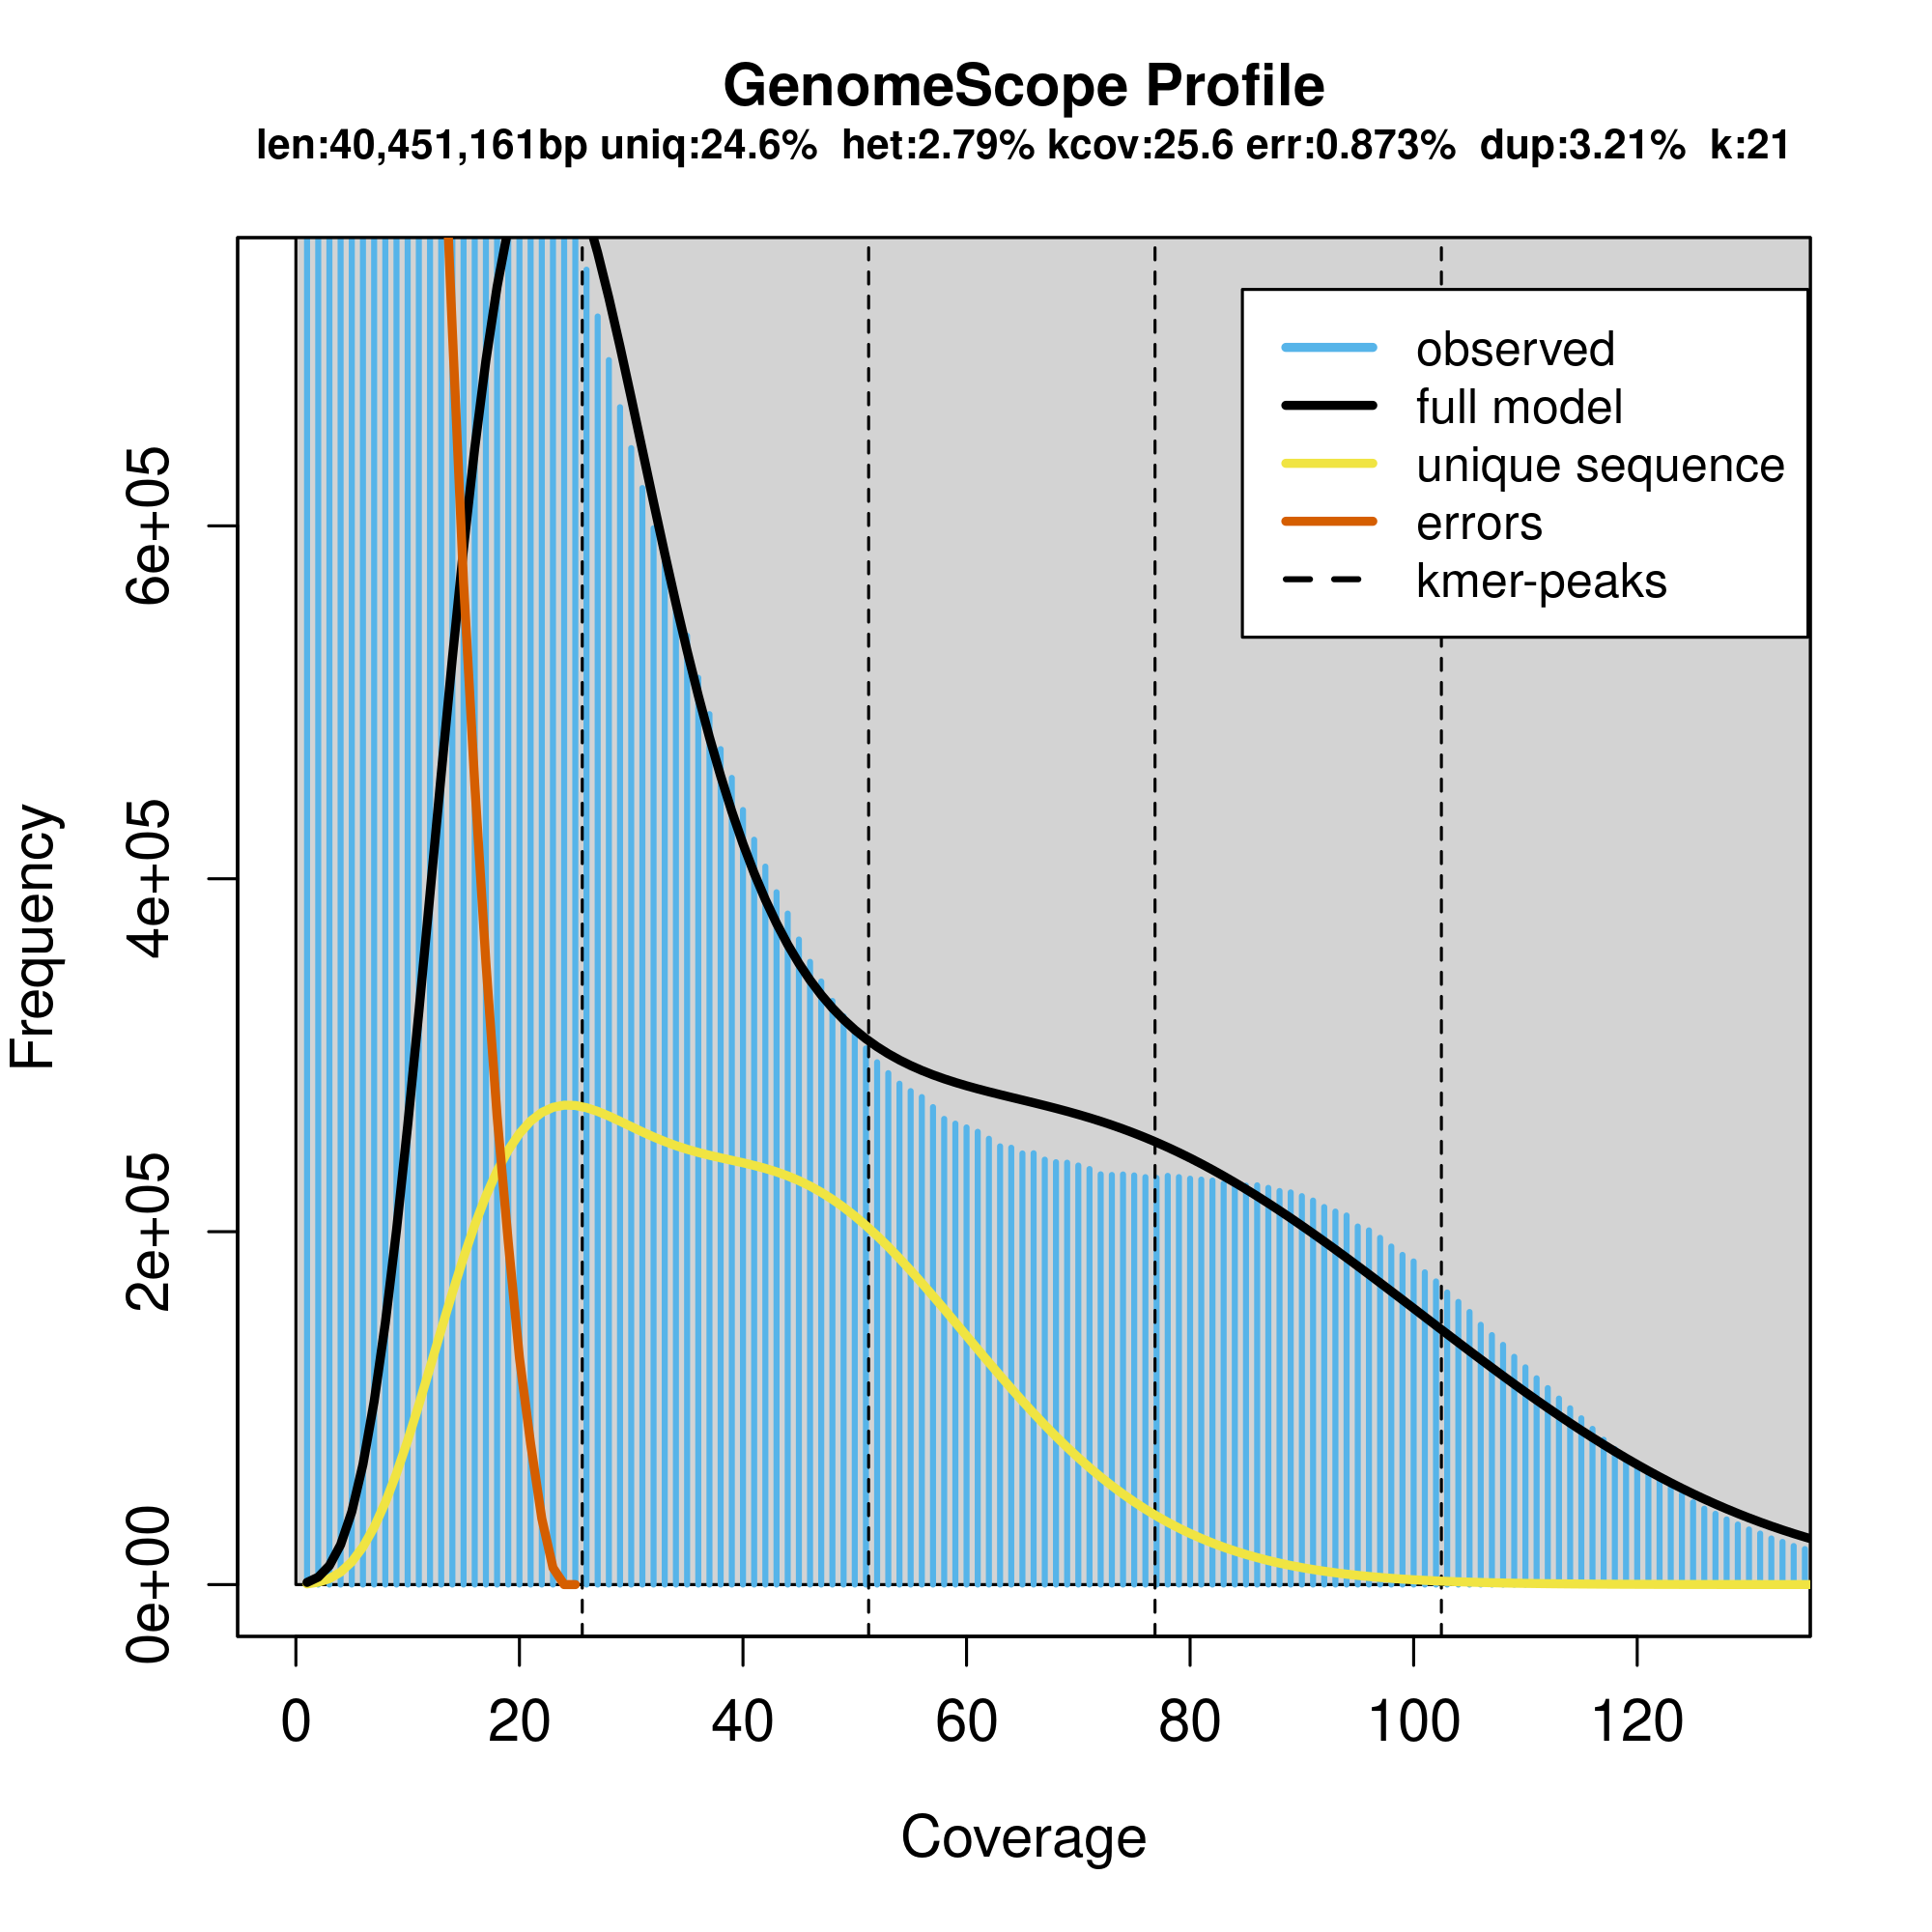 GenomeScope Profile
len:40,451,161bp uniq:24.6% het:2.79% kcov:25.6 err:0.873% dup:3.21% k:21
observed
full model
unique sequence
errors
kmer-peaks
Frequency
6e+05
4e+05
2e+05
0e+00
0 20 40 60 80 100 120
Coverage